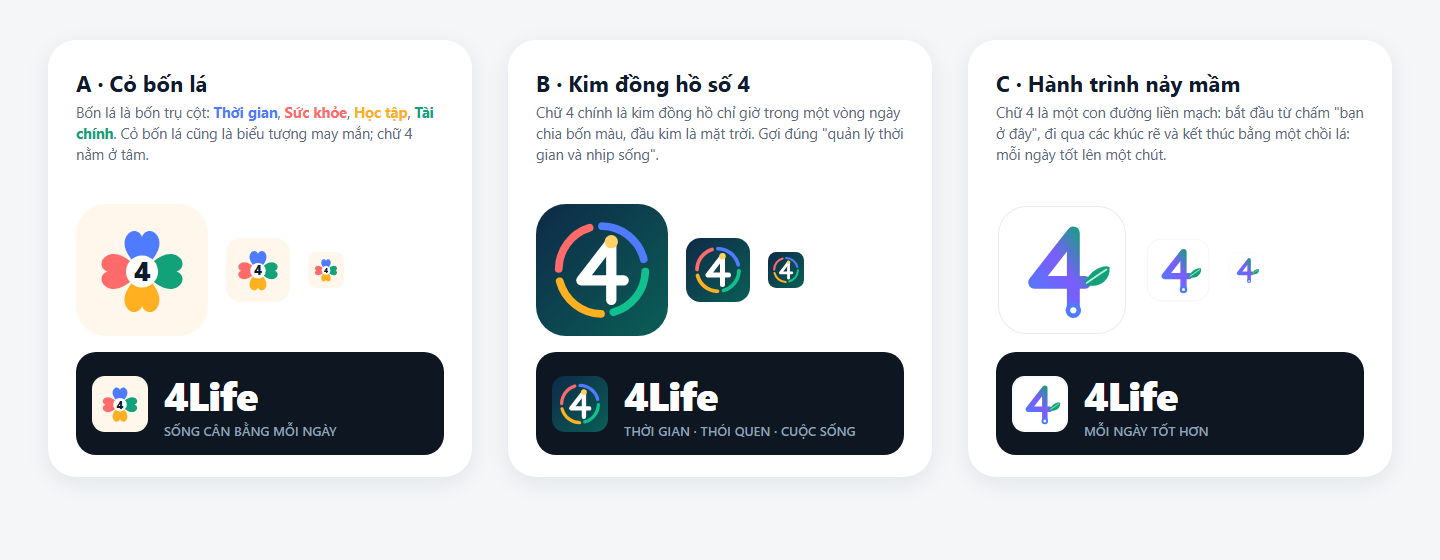 A · Cỏ bốn lá
Bốn lá là bốn trụ cột: Thời gian, Sức khỏe, Học tập, Tài
chính. Cỏ bốn lá cũng là biểu tượng may mắn; chữ 4
nằm ở tâm.
4
4
4
4
4Life
SỐNG CÂN BẰNG MỖI NGÀY
B · Kim đồng hồ số 4
Chữ 4 chính là kim đồng hồ chỉ giờ trong một vòng ngày
chia bốn màu, đầu kim là mặt trời. Gợi đúng "quản lý thời
gian và nhịp sống".
4
4
4
4
4Life
THỜI GIAN · THÓI QUEN · CUỘC SỐNG
C · Hành trình nảy mầm
Chữ 4 là một con đường liền mạch: bắt đầu từ chấm "bạn
ở đây", đi qua các khúc rẽ và kết thúc bằng một chồi lá:
mỗi ngày tốt lên một chút.
4
4
4
4
4Life
MỖI NGÀY TỐT HƠN